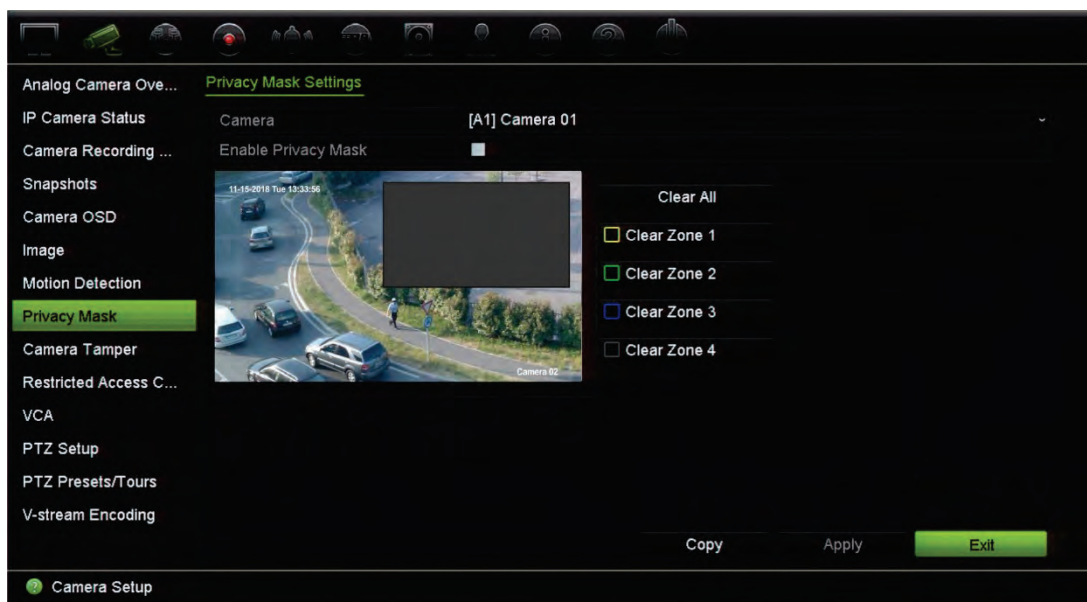 Analog Camera Ove...
Privacy Mask Settings
IP Camera Status
Camera
[A1] Camera 01
Camera Recording ...
Enable Privacy Mask
Snapshots
11-15-2018 Tue 13:33:56
Clear All
Camera OSD
Clear Zone 1
Image
Clear Zone 2
Motion Detection
Clear Zone 3
Privacy Mask
Clear Zone 4
Camera Tamper
Camera 02
Restricted Access C...
VCA
PTZ Setup
PTZ Presets/Tours
V-stream Encoding
Copy
Apply
Exit
Camera Setup